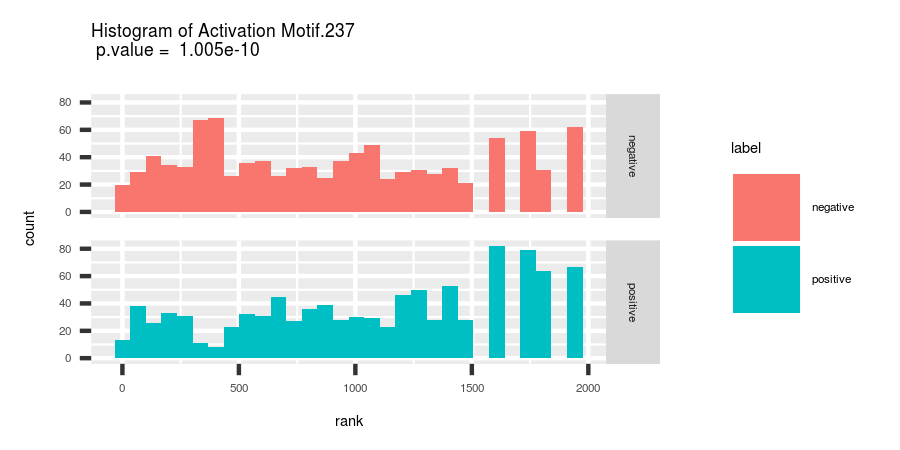 Histogram of Activation Motif.237
p.value = 1.005e-10
count
80
60
40
20
0
negative
80
60
40
20
0
positive
0 500 1000 1500 2000
rank
label
negative
positive